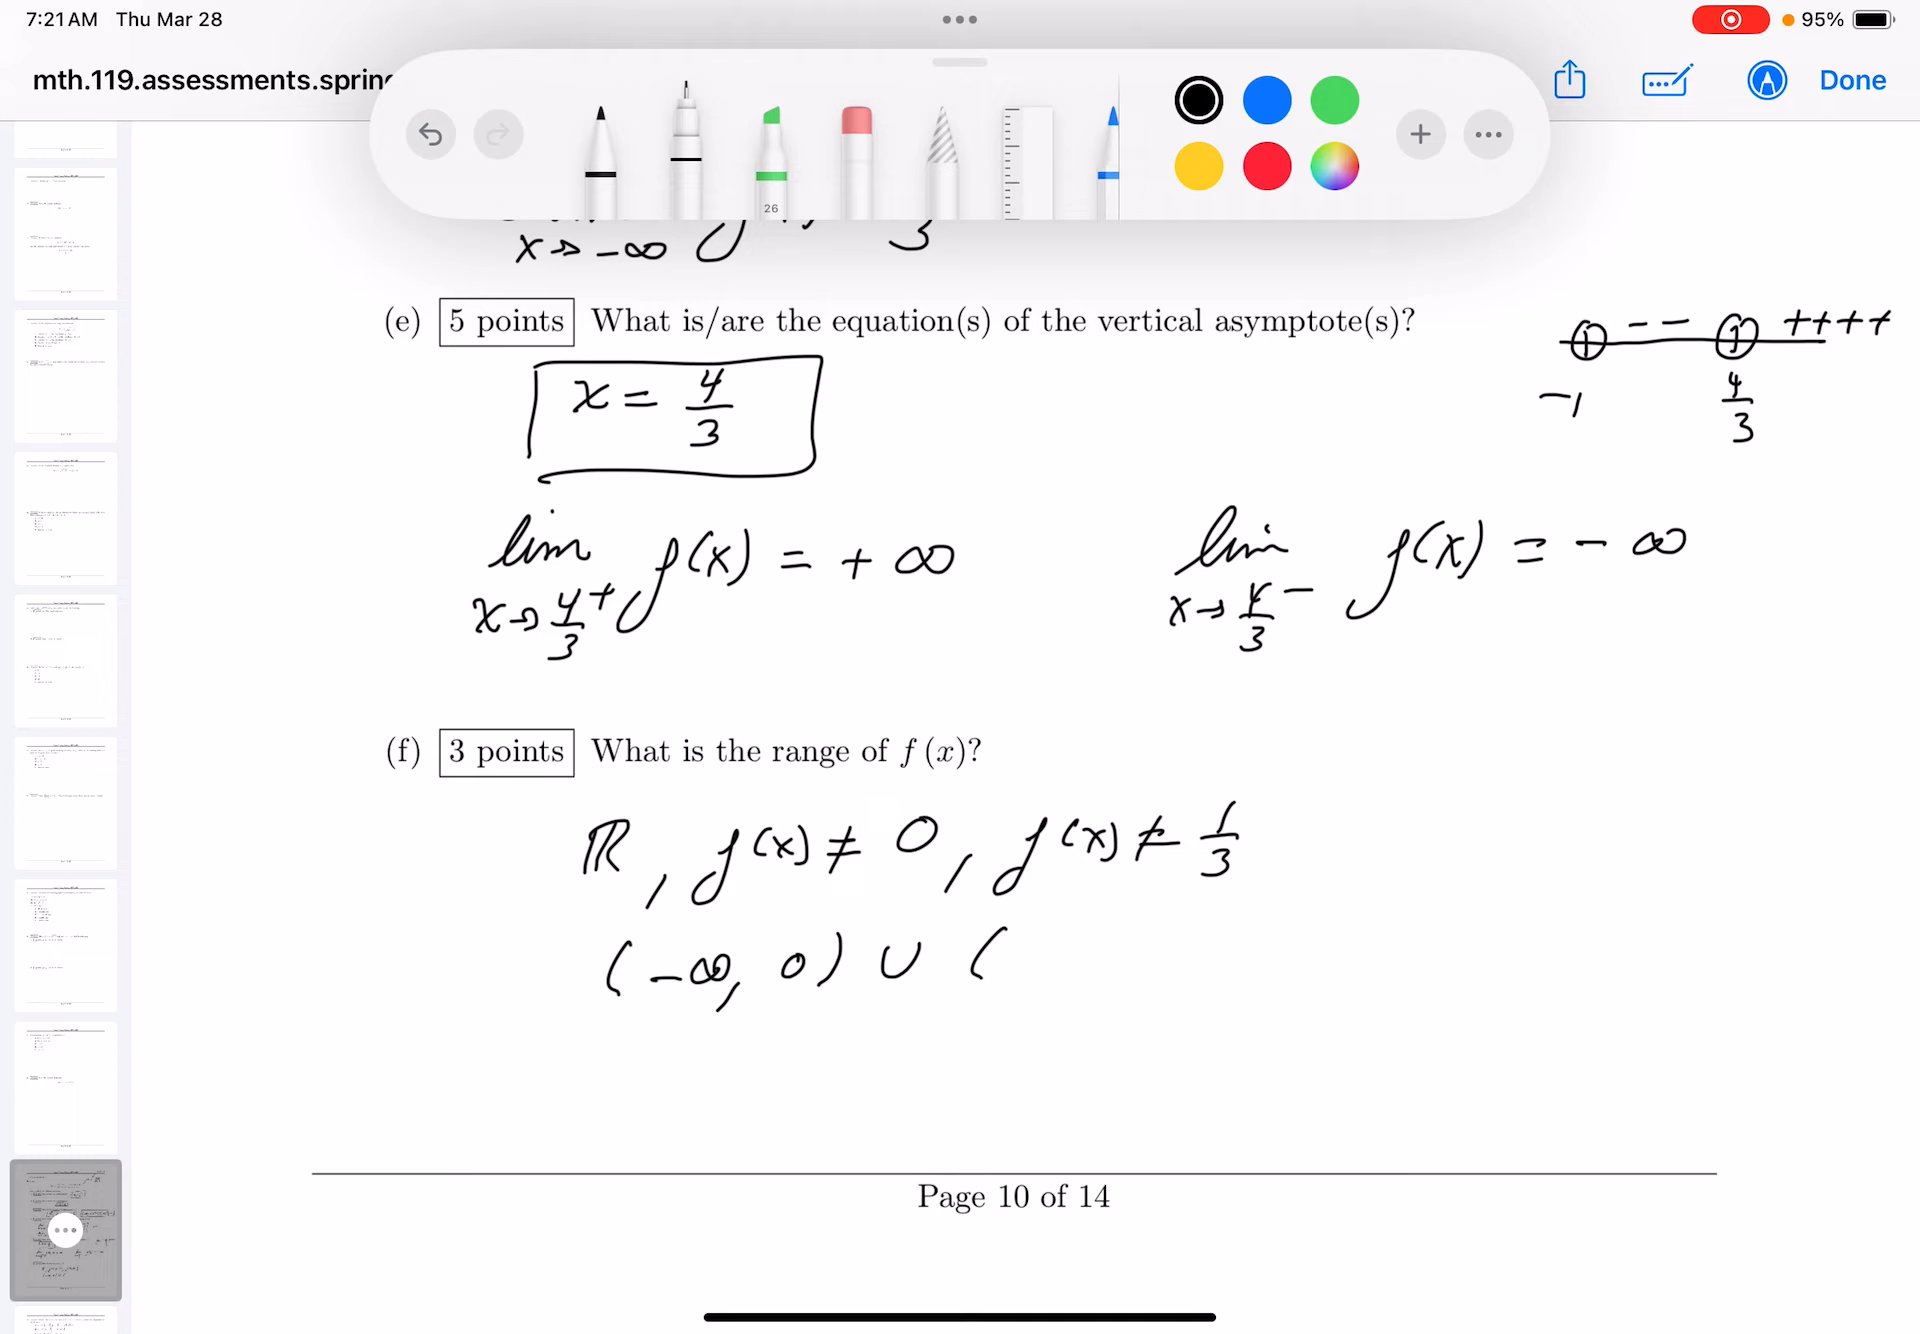 7:21 AM Thu Mar 28
95%
mth.119.assessments.spring
Done
26
x → -∞
3
(e) 5 points What is/are the equation(s) of the vertical asymptote(s)?
-- ++++
-1 4/3
x = 4/3
lim x→4/3+ f(x) = +∞
lim x→4/3- f(x) = -∞
(f) 3 points What is the range of f (x)?
ℝ, f(x) ≠ 0, f(x) ≠ 1/3
(-∞, 0) ∪ (
Page 10 of 14